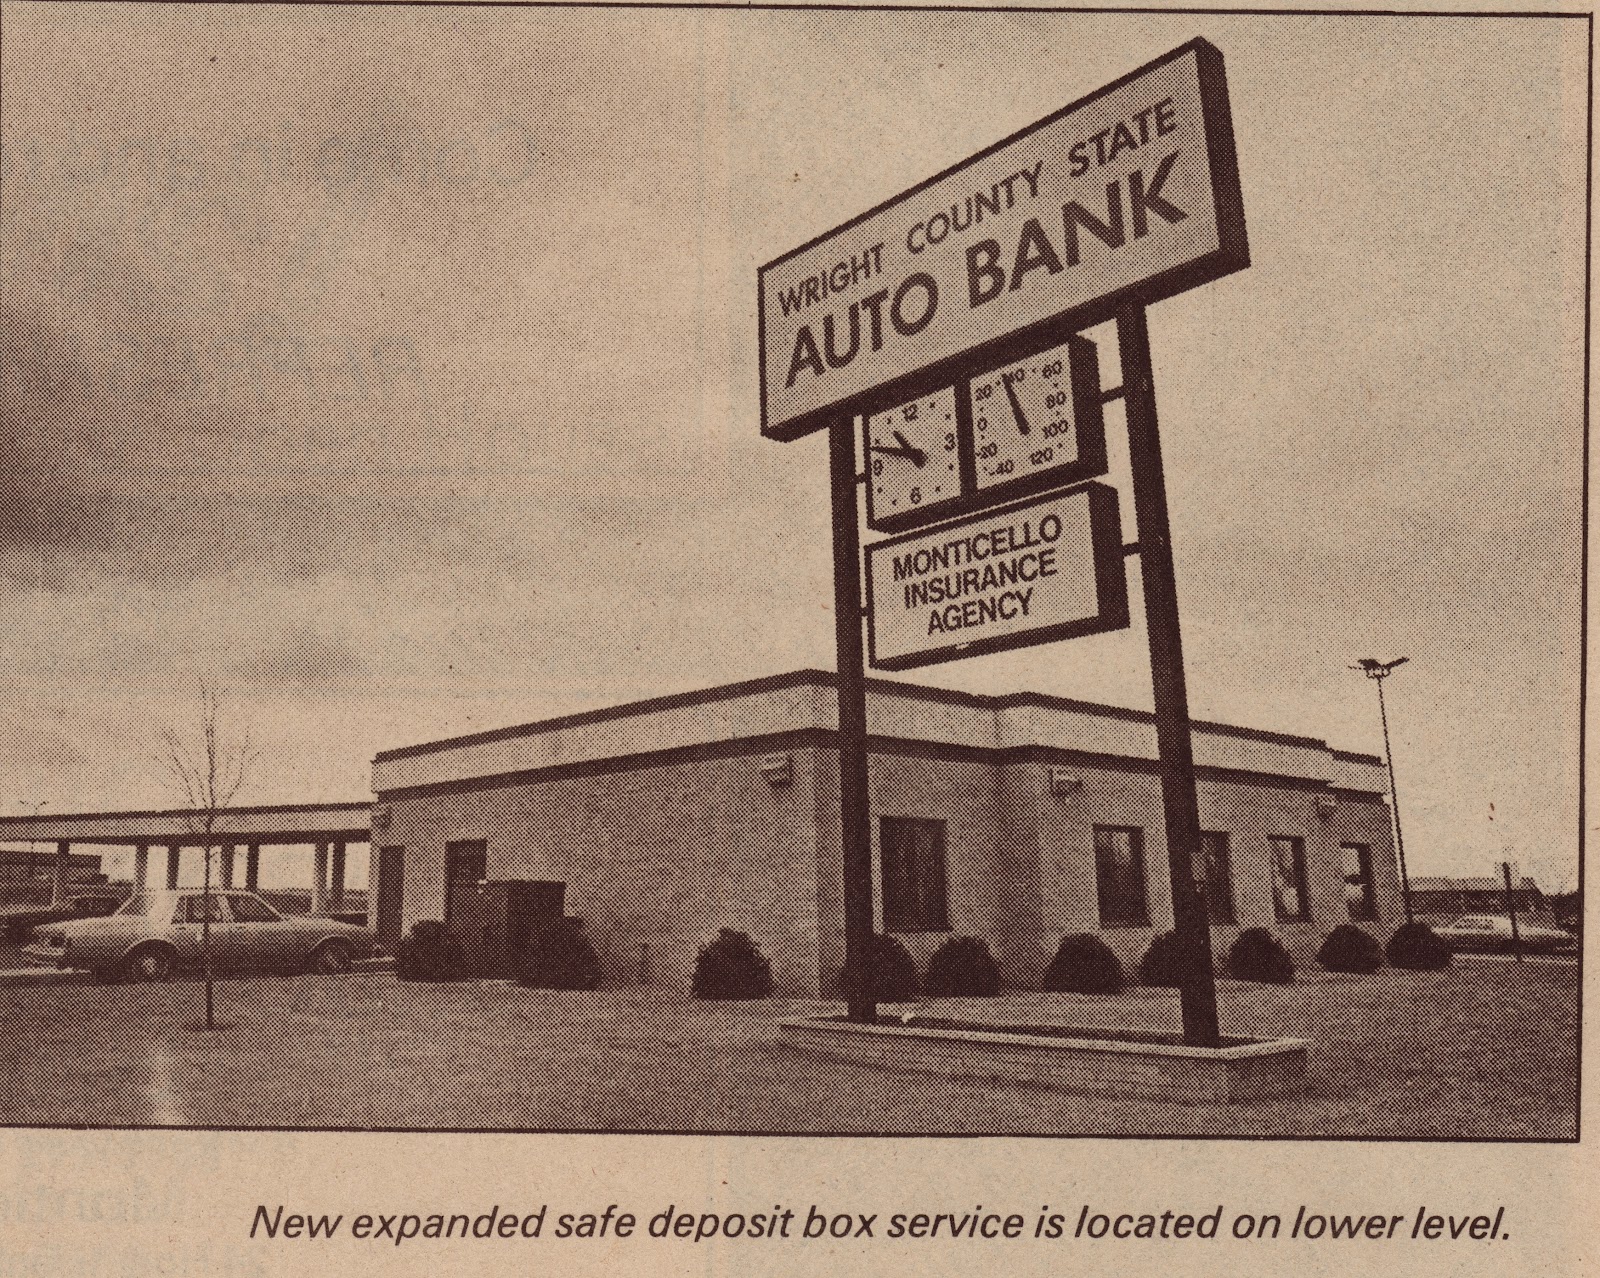 WRIGHT COUNTY STATE
AUTO BANK
12
3
6
9
-40
-20
0
20
40
60
80
100
120
MONTICELLO
INSURANCE
AGENCY
New expanded safe deposit box service is located on lower level.